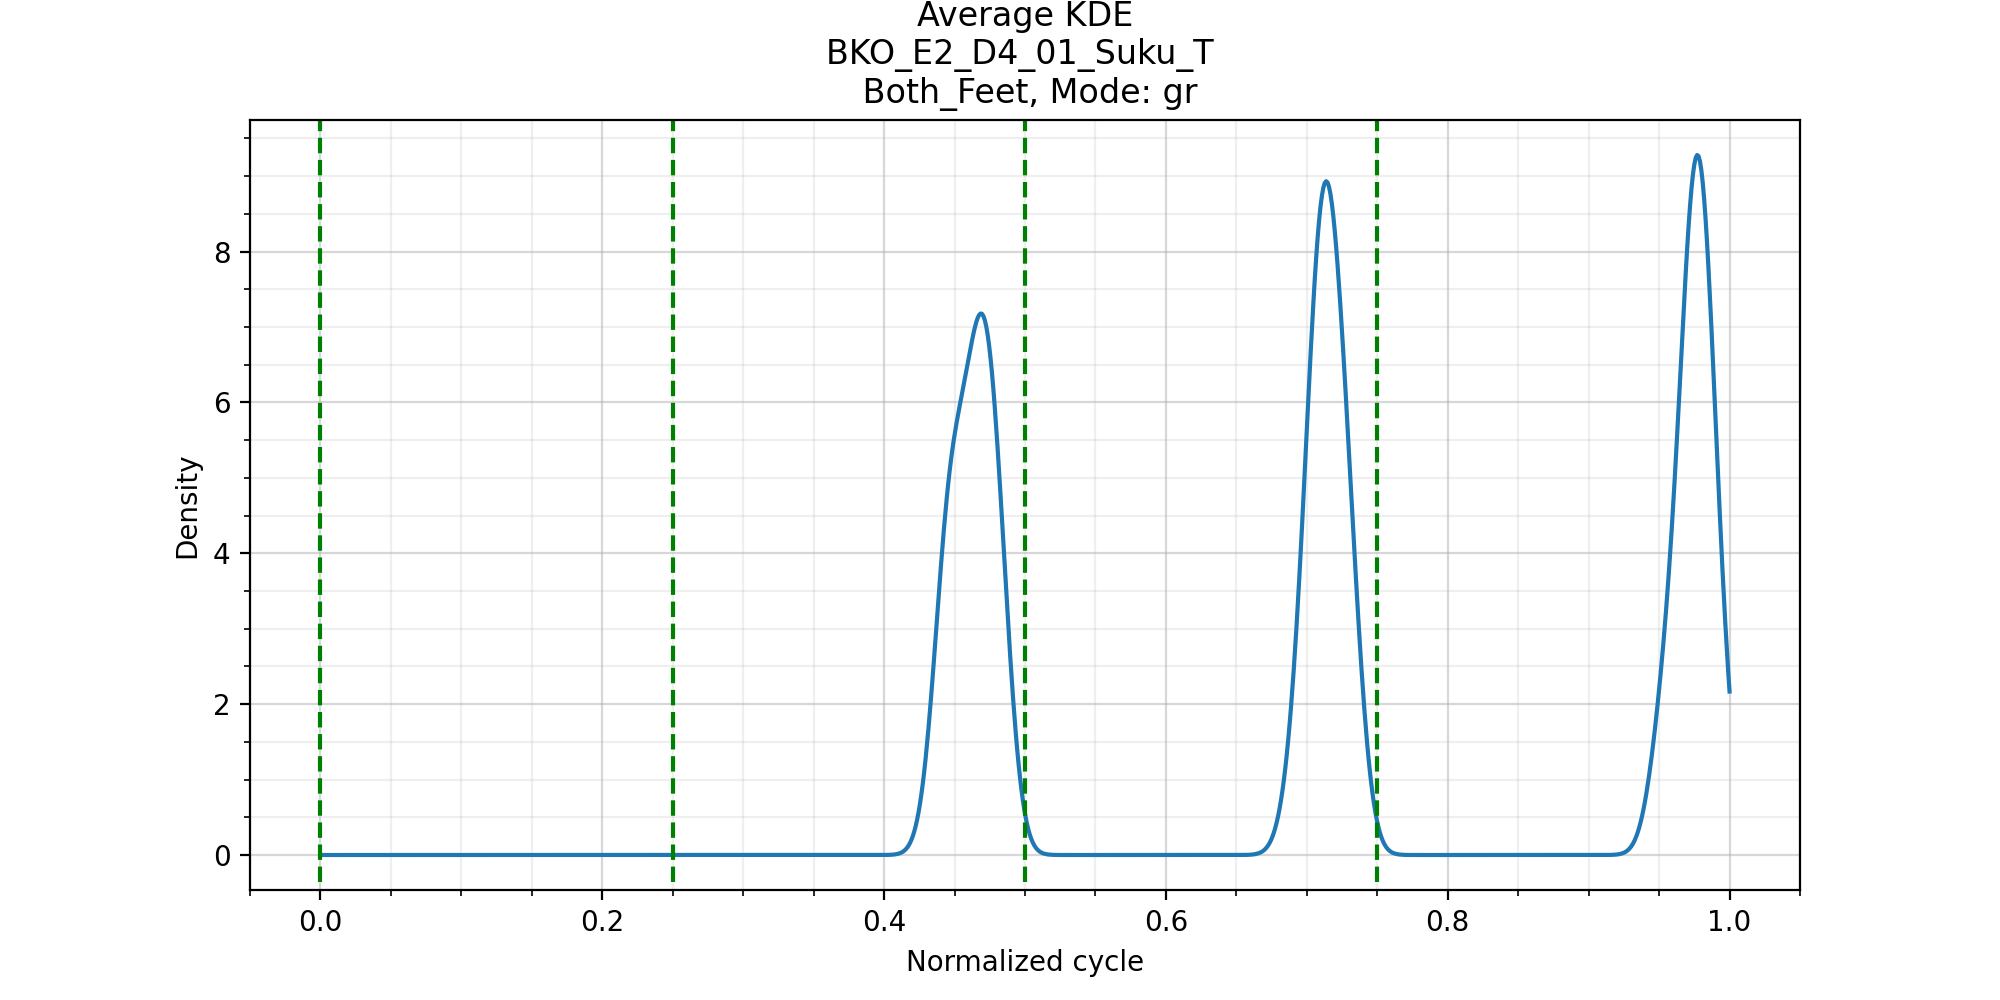 Average KDE
BKO_E2_D4_01_Suku_T
Both_Feet, Mode: gr
8
6
4
2
0
Density
0.0 0.2 0.4 0.6 0.8 1.0
Normalized cycle